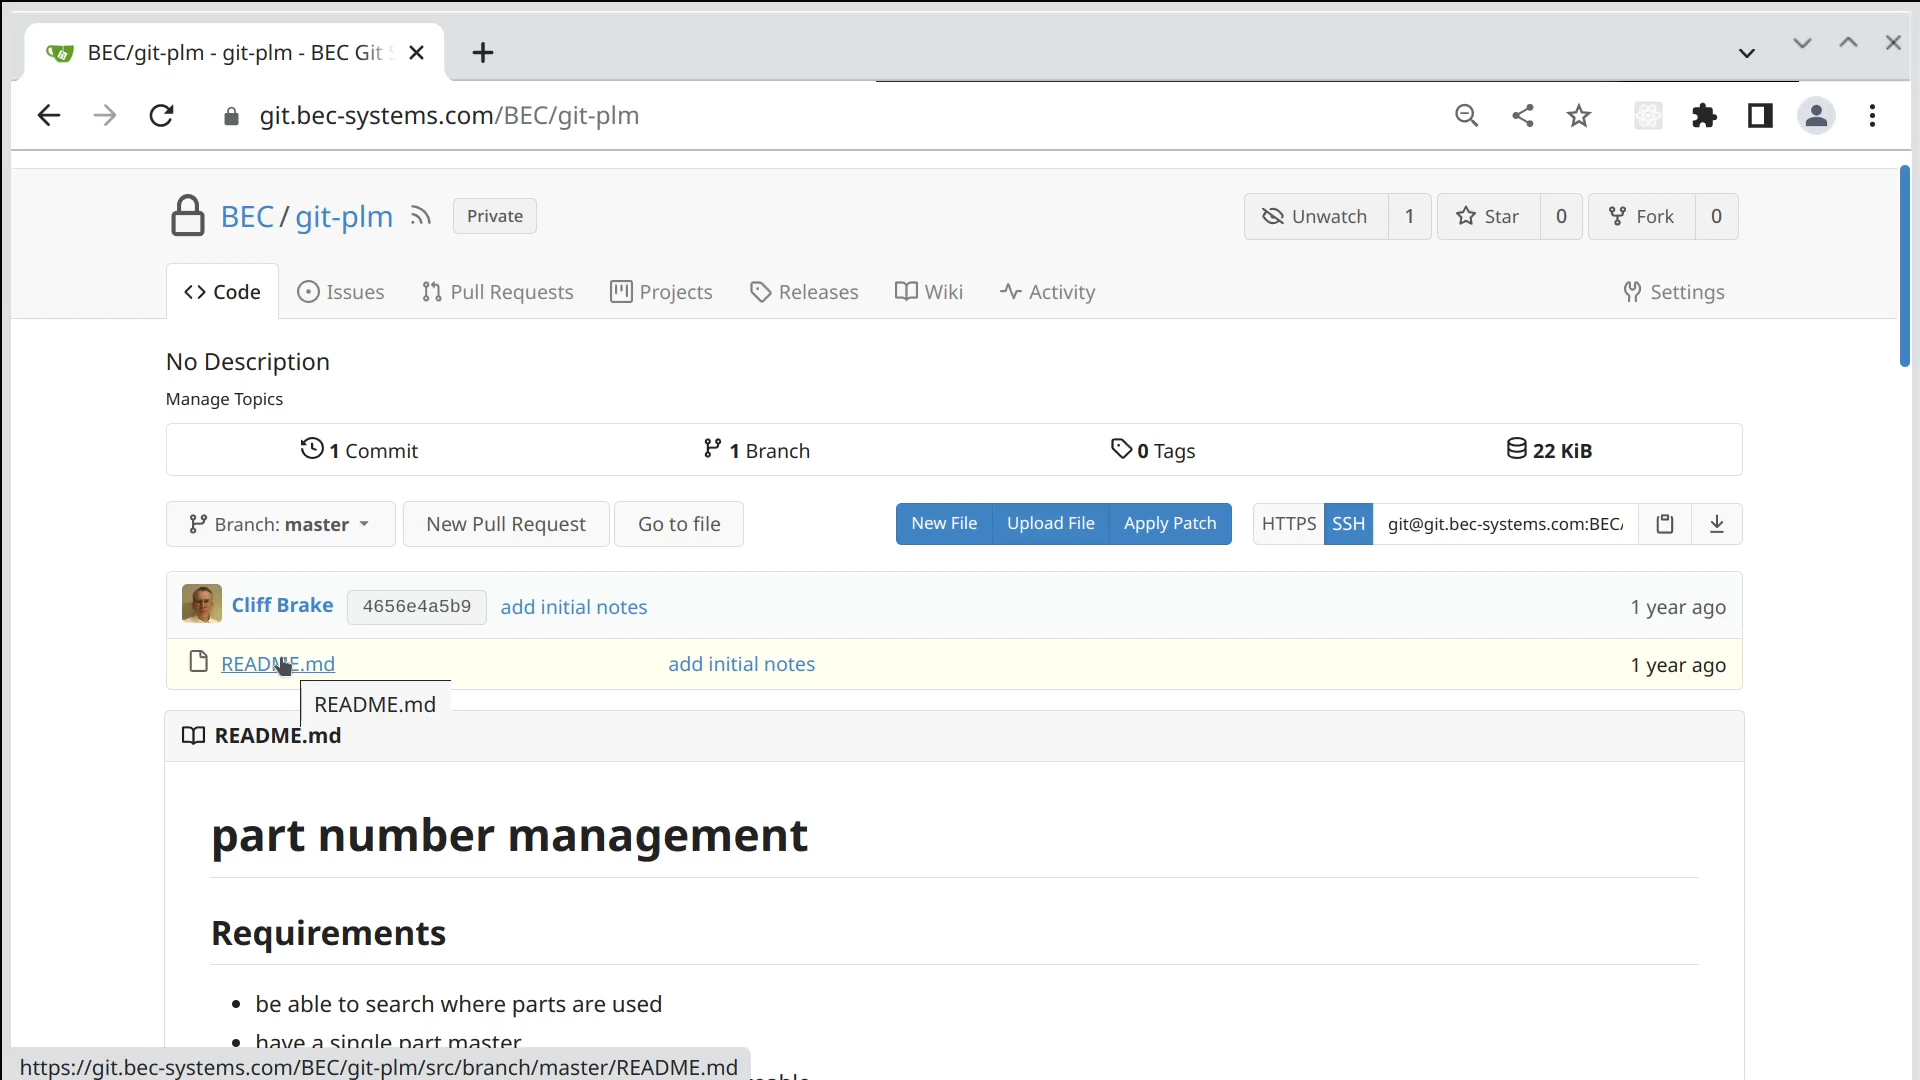 BEC/git-plm - git-plm - BEC Git
git.bec-systems.com/BEC/git-plm
BEC / git-plm Private
Unwatch 1 Star 0 Fork 0
Code Issues Pull Requests Projects Releases Wiki Activity Settings
No Description
Manage Topics
1 Commit 1 Branch 0 Tags 22 KiB
Branch: master New Pull Request Go to file New File Upload File Apply Patch HTTPS SSH git@git.bec-systems.com:BEC/
Cliff Brake 4656e4a5b9 add initial notes 1 year ago
README.md add initial notes 1 year ago
README.md
README.md
part number management
Requirements
• be able to search where parts are used
• have a single part master
https://git.bec-systems.com/BEC/git-plm/src/branch/master/README.md